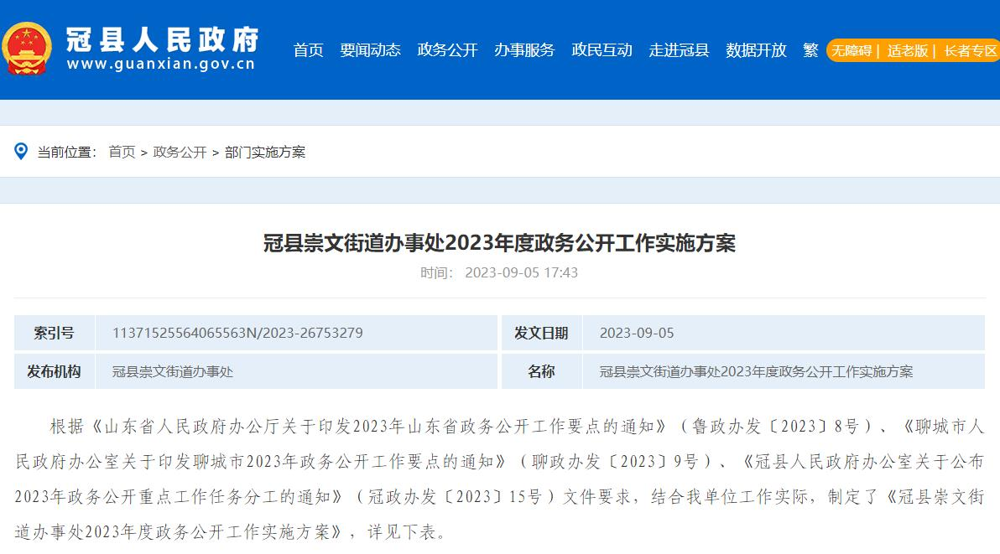 冠县人民政府
www.guanxian.gov.cn
首页 要闻动态 政务公开 办事服务 政民互动 走进冠县 数据开放 繁 无障碍 | 适老版 | 长者专区
当前位置： 首页 > 政务公开 > 部门实施方案
冠县崇文街道办事处2023年度政务公开工作实施方案
时间： 2023-09-05 17:43
索引号 11371525564065563N/2023-26753279 发文日期 2023-09-05
发布机构 冠县崇文街道办事处 名称 冠县崇文街道办事处2023年度政务公开工作实施方案
根据《山东省人民政府办公厅关于印发2023年山东省政务公开工作要点的通知》（鲁政办发〔2023〕8号）、《聊城市人
民政府办公室关于印发聊城市2023年政务公开工作要点的通知》（聊政办发〔2023〕9号）、《冠县人民政府办公室关于公布
2023年政务公开重点工作任务分工的通知》（冠政办发〔2023〕15号）文件要求，结合我单位工作实际，制定了《冠县崇文街
道办事处2023年度政务公开工作实施方案》，详见下表。